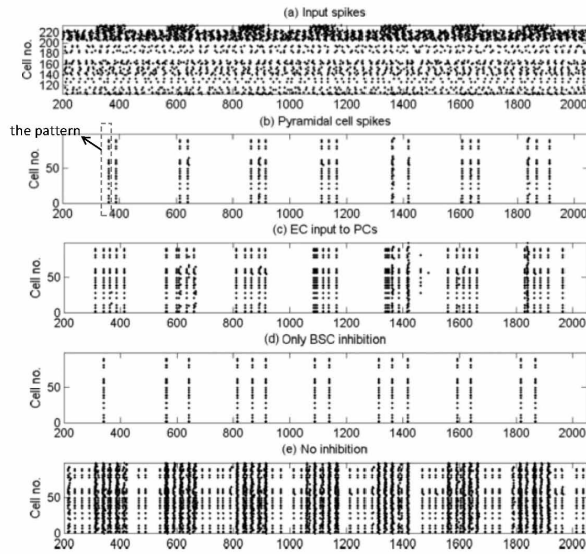 (a) Input spikes
220
200
180
160
140
120
Cell no.
200 400 600 800 1000 1200 1400 1600 1800 2000
the pattern
(b) Pyramidal cell spikes
Cell no.
50
0
200 400 600 800 1000 1200 1400 1600 1800 2000
(c) EC input to PCs
Cell no.
50
0
200 400 600 800 1000 1200 1400 1600 1800 2000
(d) Only BSC inhibition
Cell no.
50
0
200 400 600 800 1000 1200 1400 1600 1800 2000
(e) No inhibition
Cell no.
50
0
200 400 600 800 1000 1200 1400 1600 1800 2000